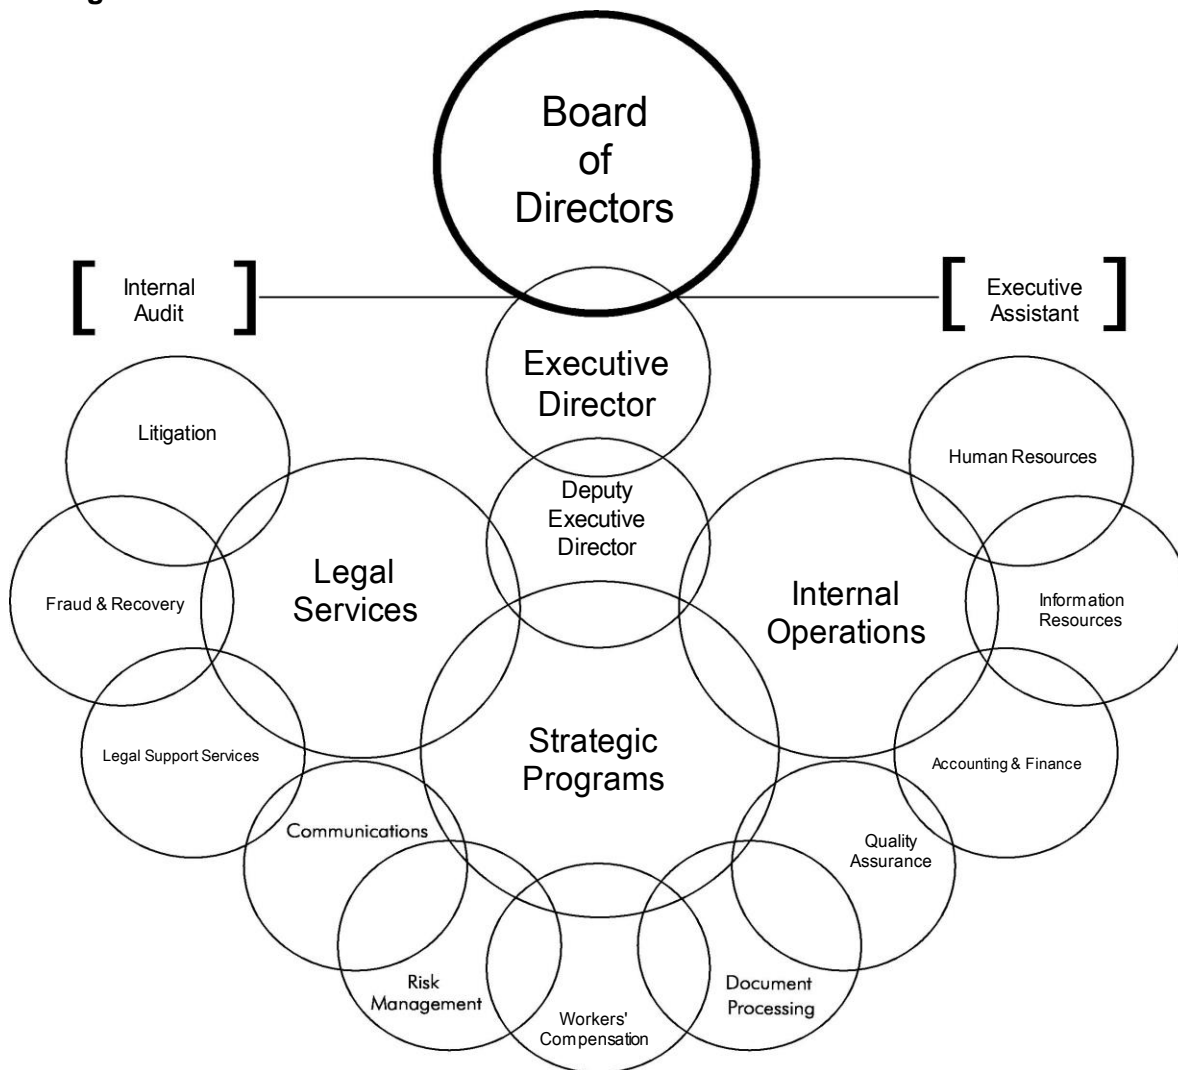 Board
of
Directors
Internal
Audit
Executive
Assistant
Executive
Director
Litigation
Human Resources
Deputy
Executive
Director
Legal
Services
Internal
Operations
Fraud & Recovery
Information
Resources
Strategic
Programs
Legal Support Services
Accounting & Finance
Communications
Quality
Assurance
Risk
Management
Document
Processing
Workers'
Compensation